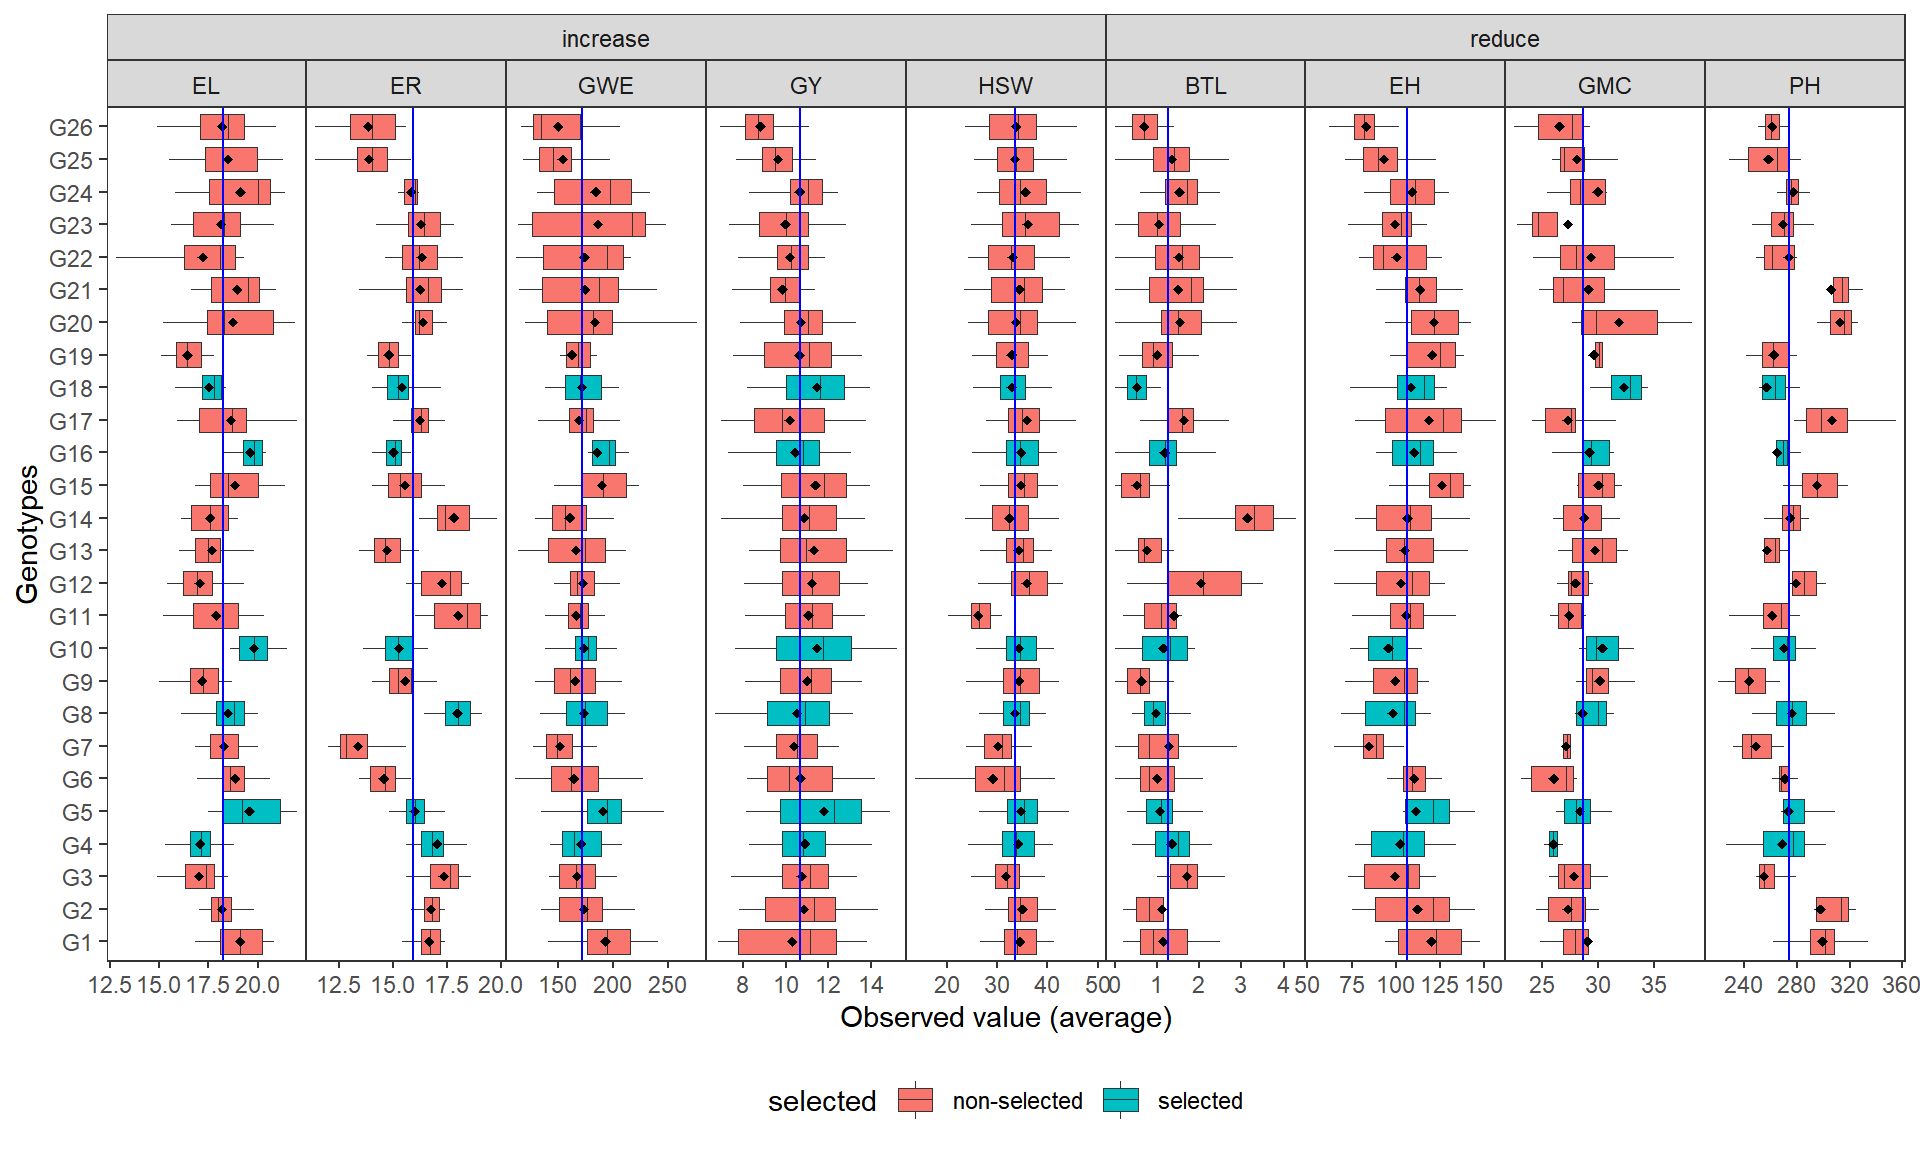 increase reduce
EL ER GWE GY HSW BTL EH GMC PH
G26
G25
G24
G23
G22
G21
G20
G19
G18
G17
G16
G15
G14
G13
G12
G11
G10
G9
G8
G7
G6
G5
G4
G3
G2
G1
Genotypes
12.5 15.0 17.5 20.0 12.5 15.0 17.5 20.0 150 200 250 8 10 12 14 20 30 40 50 0 1 2 3 4 50 75 100 125 150 25 30 35 240 280 320 360
Observed value (average)
selected non-selected selected